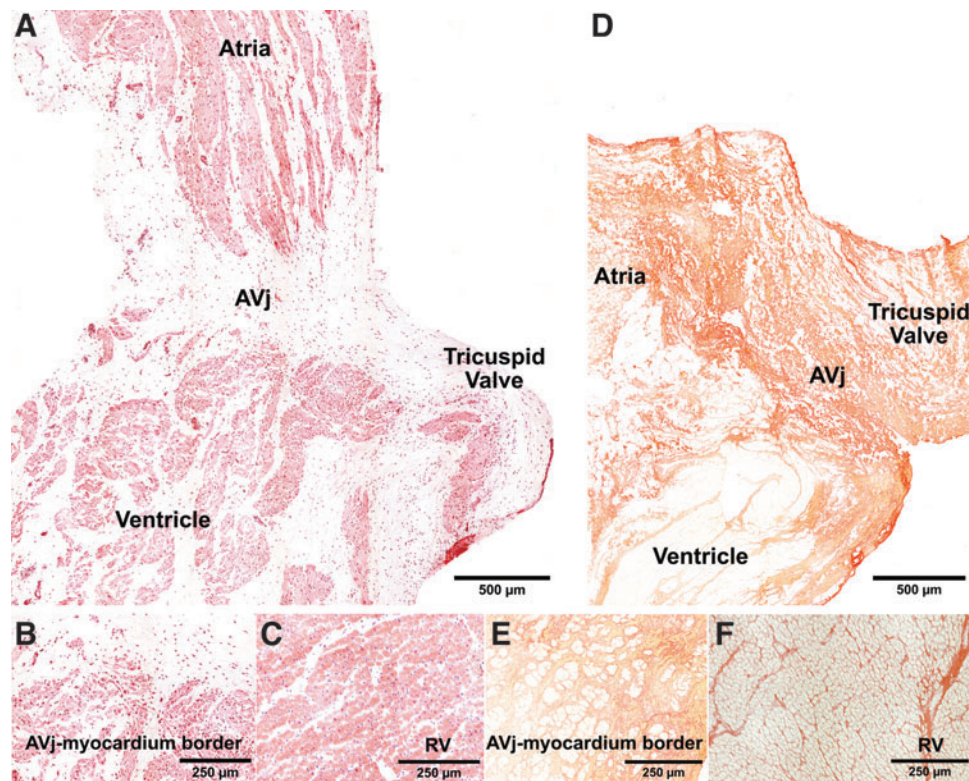 A
Atria
AVj
Tricuspid
Valve
Ventricle
500 µm
D
Atria
Tricuspid
Valve
AVj
Ventricle
500 µm
B
AVj-myocardium border
250 µm
C
RV
250 µm
E
AVj-myocardium border
250 µm
F
RV
250 µm